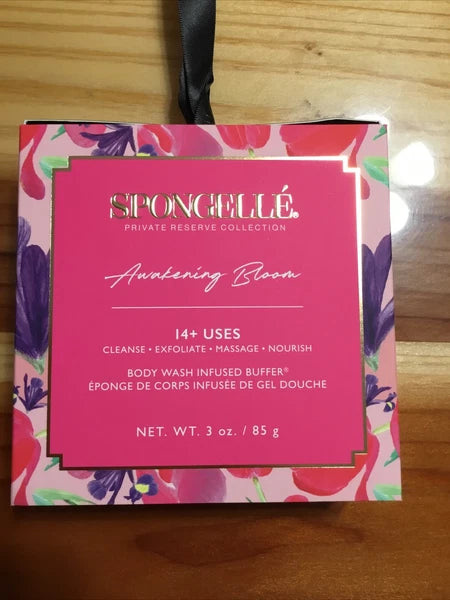 SPONGELLÉ®
PRIVATE RESERVE COLLECTION
Awakening Bloom
14+ USES
CLEANSE • EXFOLIATE • MASSAGE • NOURISH
BODY WASH INFUSED BUFFER®
ÉPONGE DE CORPS INFUSÉE DE GEL DOUCHE
NET. WT. 3 oz. / 85 g